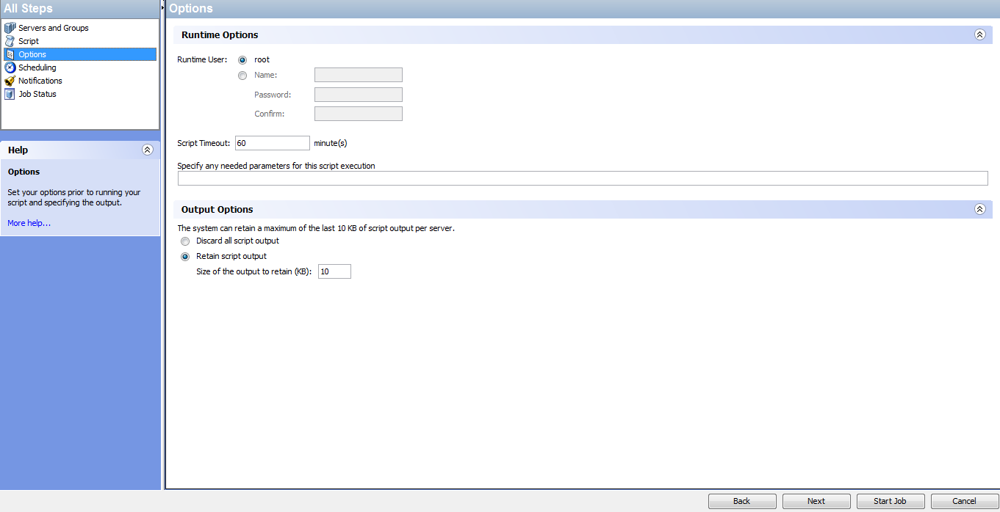 All Steps
Servers and Groups
Script
Options
Scheduling
Notifications
Job Status
Help
Options
Set your options prior to running your
script and specifying the output.
More help...
Options
Runtime Options
Runtime User: root
Name:
Password:
Confirm:
Script Timeout: 60 minute(s)
Specify any needed parameters for this script execution
Output Options
The system can retain a maximum of the last 10 KB of script output per server.
Discard all script output
Retain script output
Size of the output to retain (KB): 10
Back Next Start Job Cancel